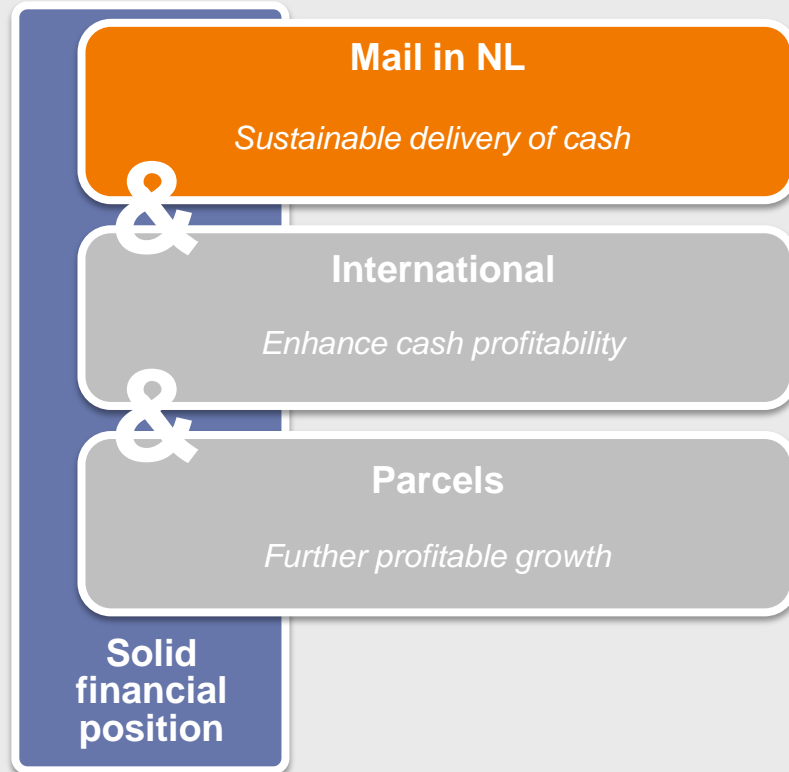 Mail in NL
Sustainable delivery of cash
&
International
Enhance cash profitability
&
Parcels
Further profitable growth
Solid
financial
position